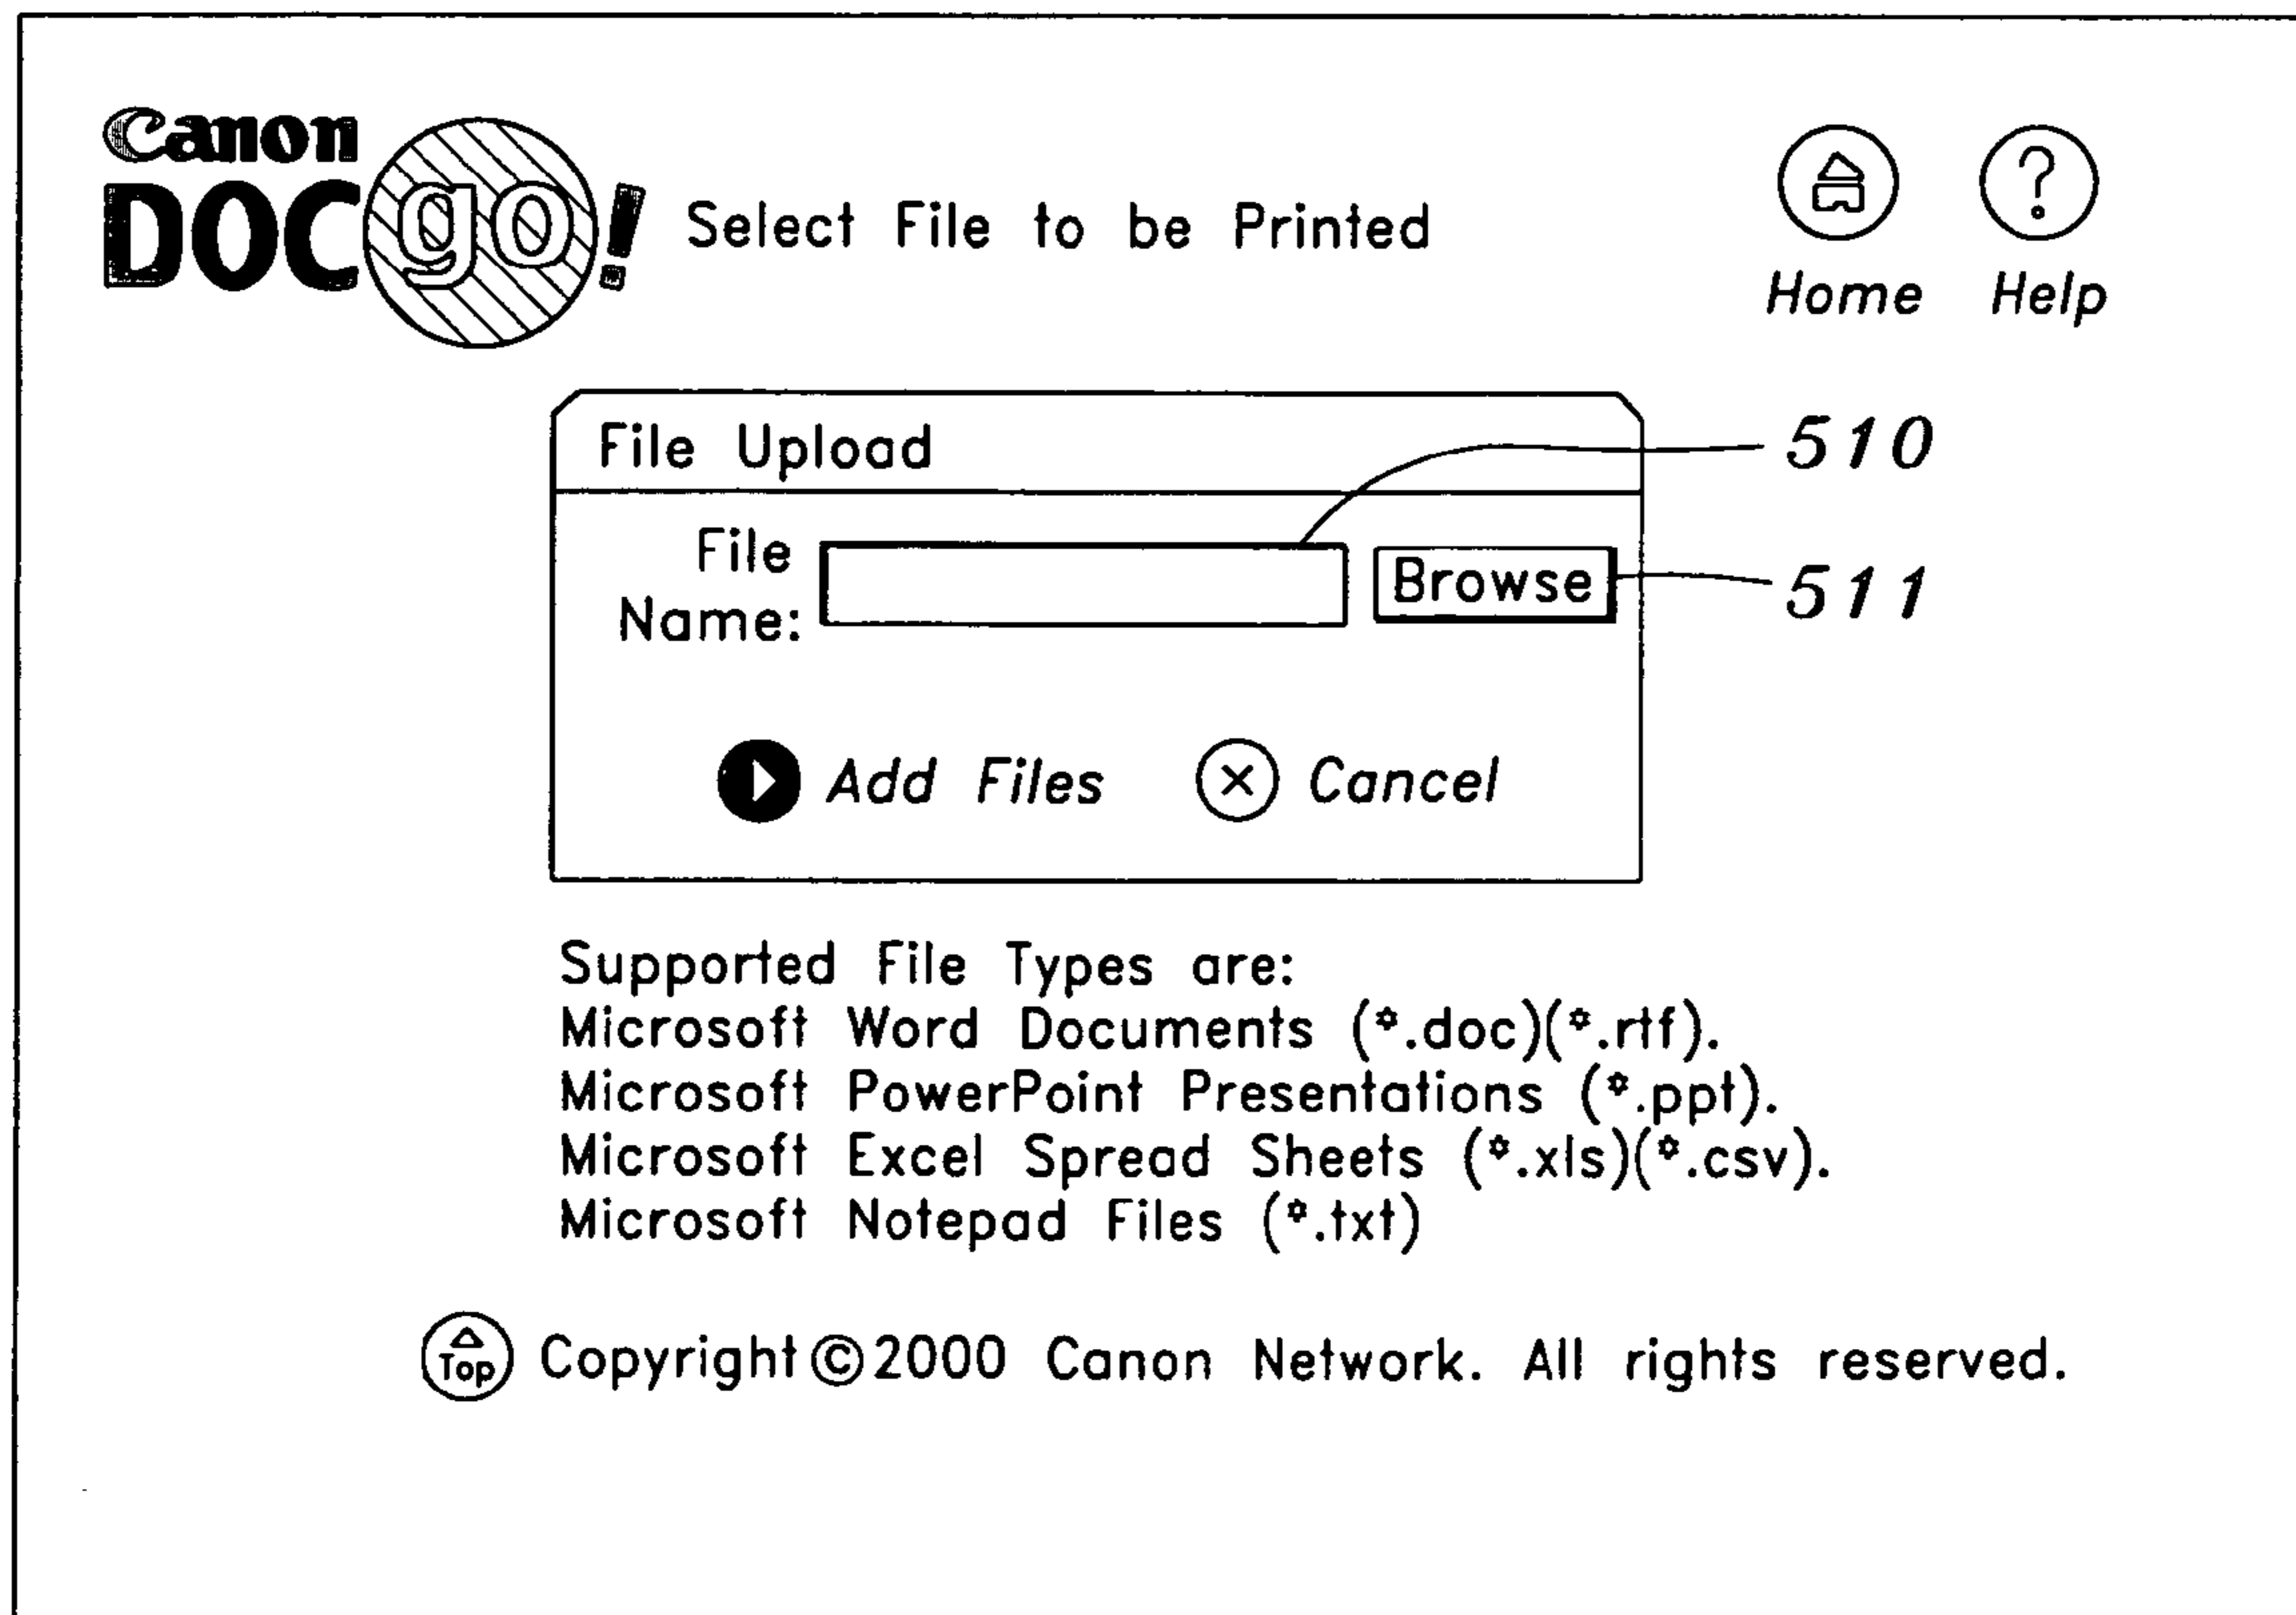 Canon
DOC go!
Select File to be Printed
Home Help
File Upload
510
File
Name:
Browse
511
Add Files Cancel
Supported File Types are:
Microsoft Word Documents (*.doc)(*.rtf).
Microsoft PowerPoint Presentations (*.ppt).
Microsoft Excel Spread Sheets (*.xls)(*.csv).
Microsoft Notepad Files (*.txt)
Top Copyright©2000 Canon Network. All rights reserved.